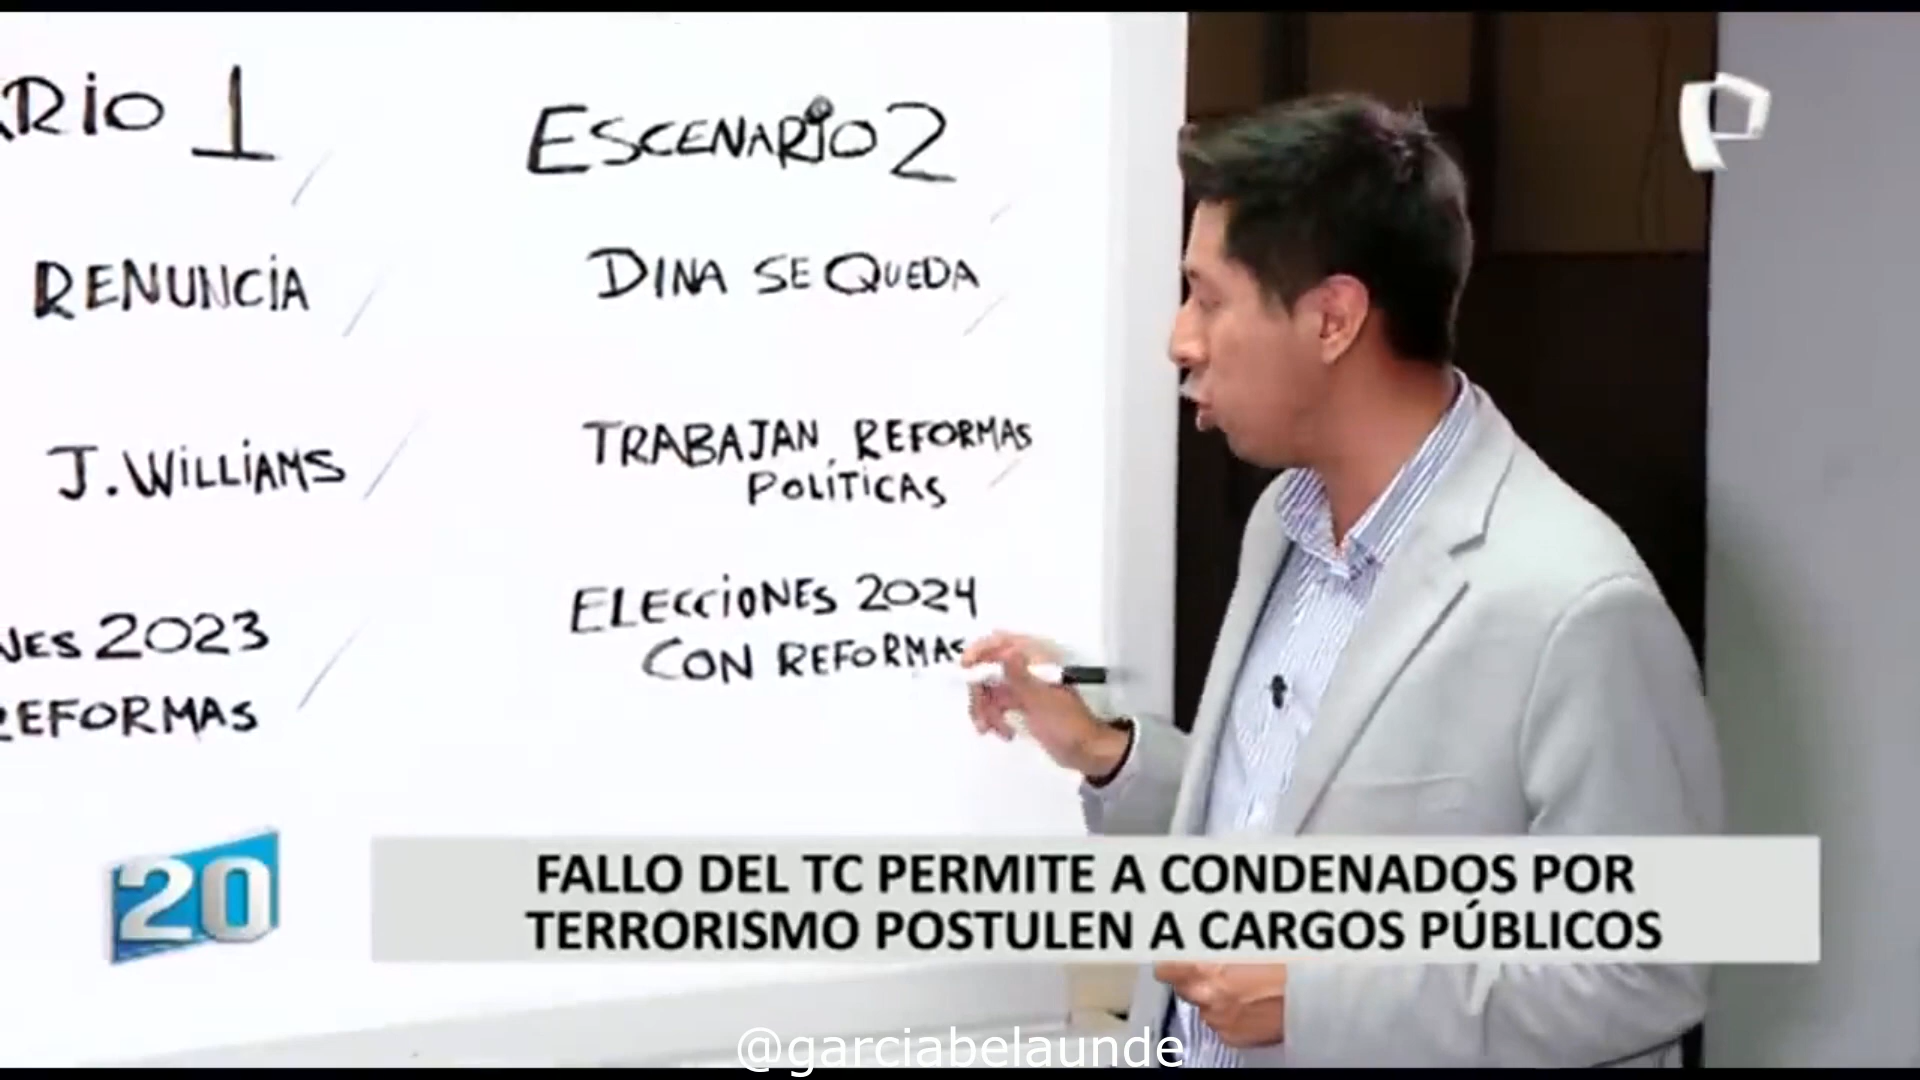 RIO 1
RENUNCIA
J. WILLIAMS
NES 2023
REFORMAS
ESCENARIO 2
DINA SE QUEDA
TRABAJAN REFORMAS
POLÍTICAS
ELECCIONES 2024
CON REFORMAS
P
20
FALLO DEL TC PERMITE A CONDENADOS POR
TERRORISMO POSTULEN A CARGOS PÚBLICOS
@garciabelaunde